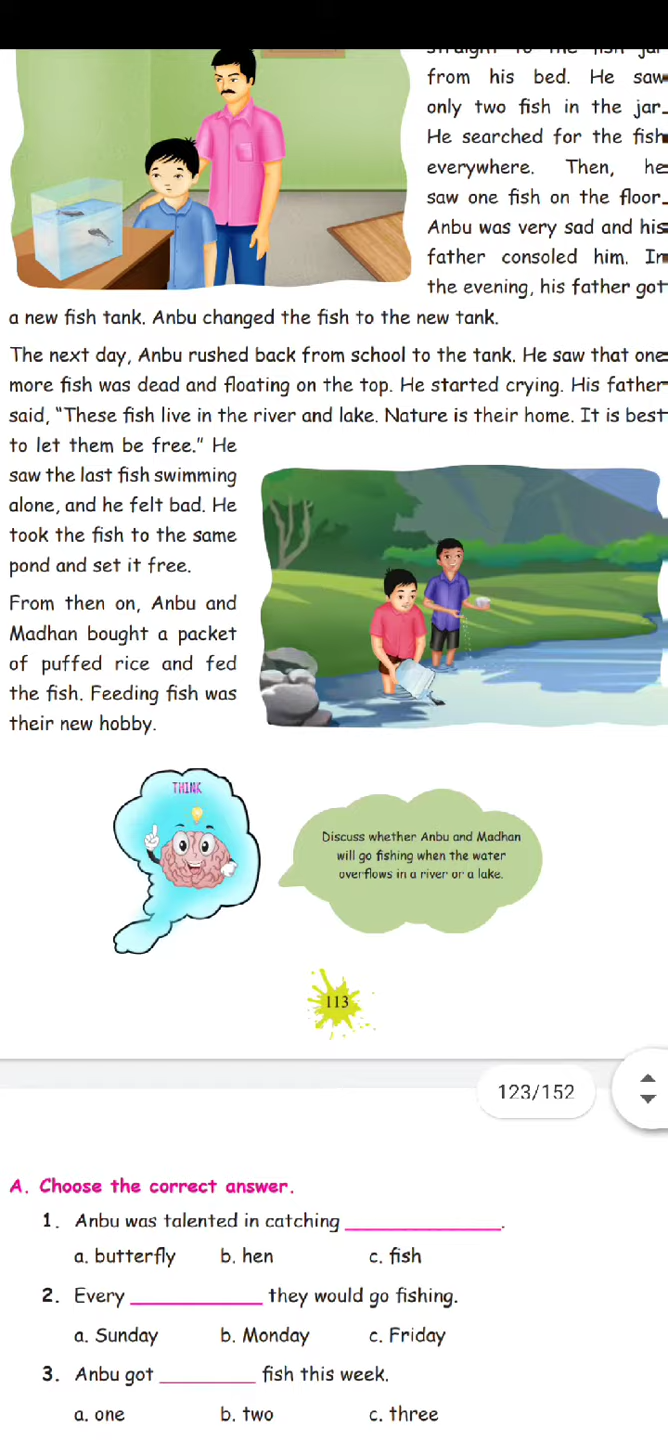 straight to the fish jar
from his bed. He saw
only two fish in the jar.
He searched for the fish
everywhere. Then, he
saw one fish on the floor.
Anbu was very sad and his
father consoled him. In
the evening, his father got
a new fish tank. Anbu changed the fish to the new tank.
The next day, Anbu rushed back from school to the tank. He saw that one
more fish was dead and floating on the top. He started crying. His father
said, “These fish live in the river and lake. Nature is their home. It is best
to let them be free.” He
saw the last fish swimming
alone, and he felt bad. He
took the fish to the same
pond and set it free.
From then on, Anbu and
Madhan bought a packet
of puffed rice and fed
the fish. Feeding fish was
their new hobby.
THINK
Discuss whether Anbu and Madhan
will go fishing when the water
overflows in a river or a lake.
113
123/152
A. Choose the correct answer.
1. Anbu was talented in catching ____________.
a. butterfly b. hen c. fish
2. Every ____________ they would go fishing.
a. Sunday b. Monday c. Friday
3. Anbu got __________ fish this week.
a. one b. two c. three